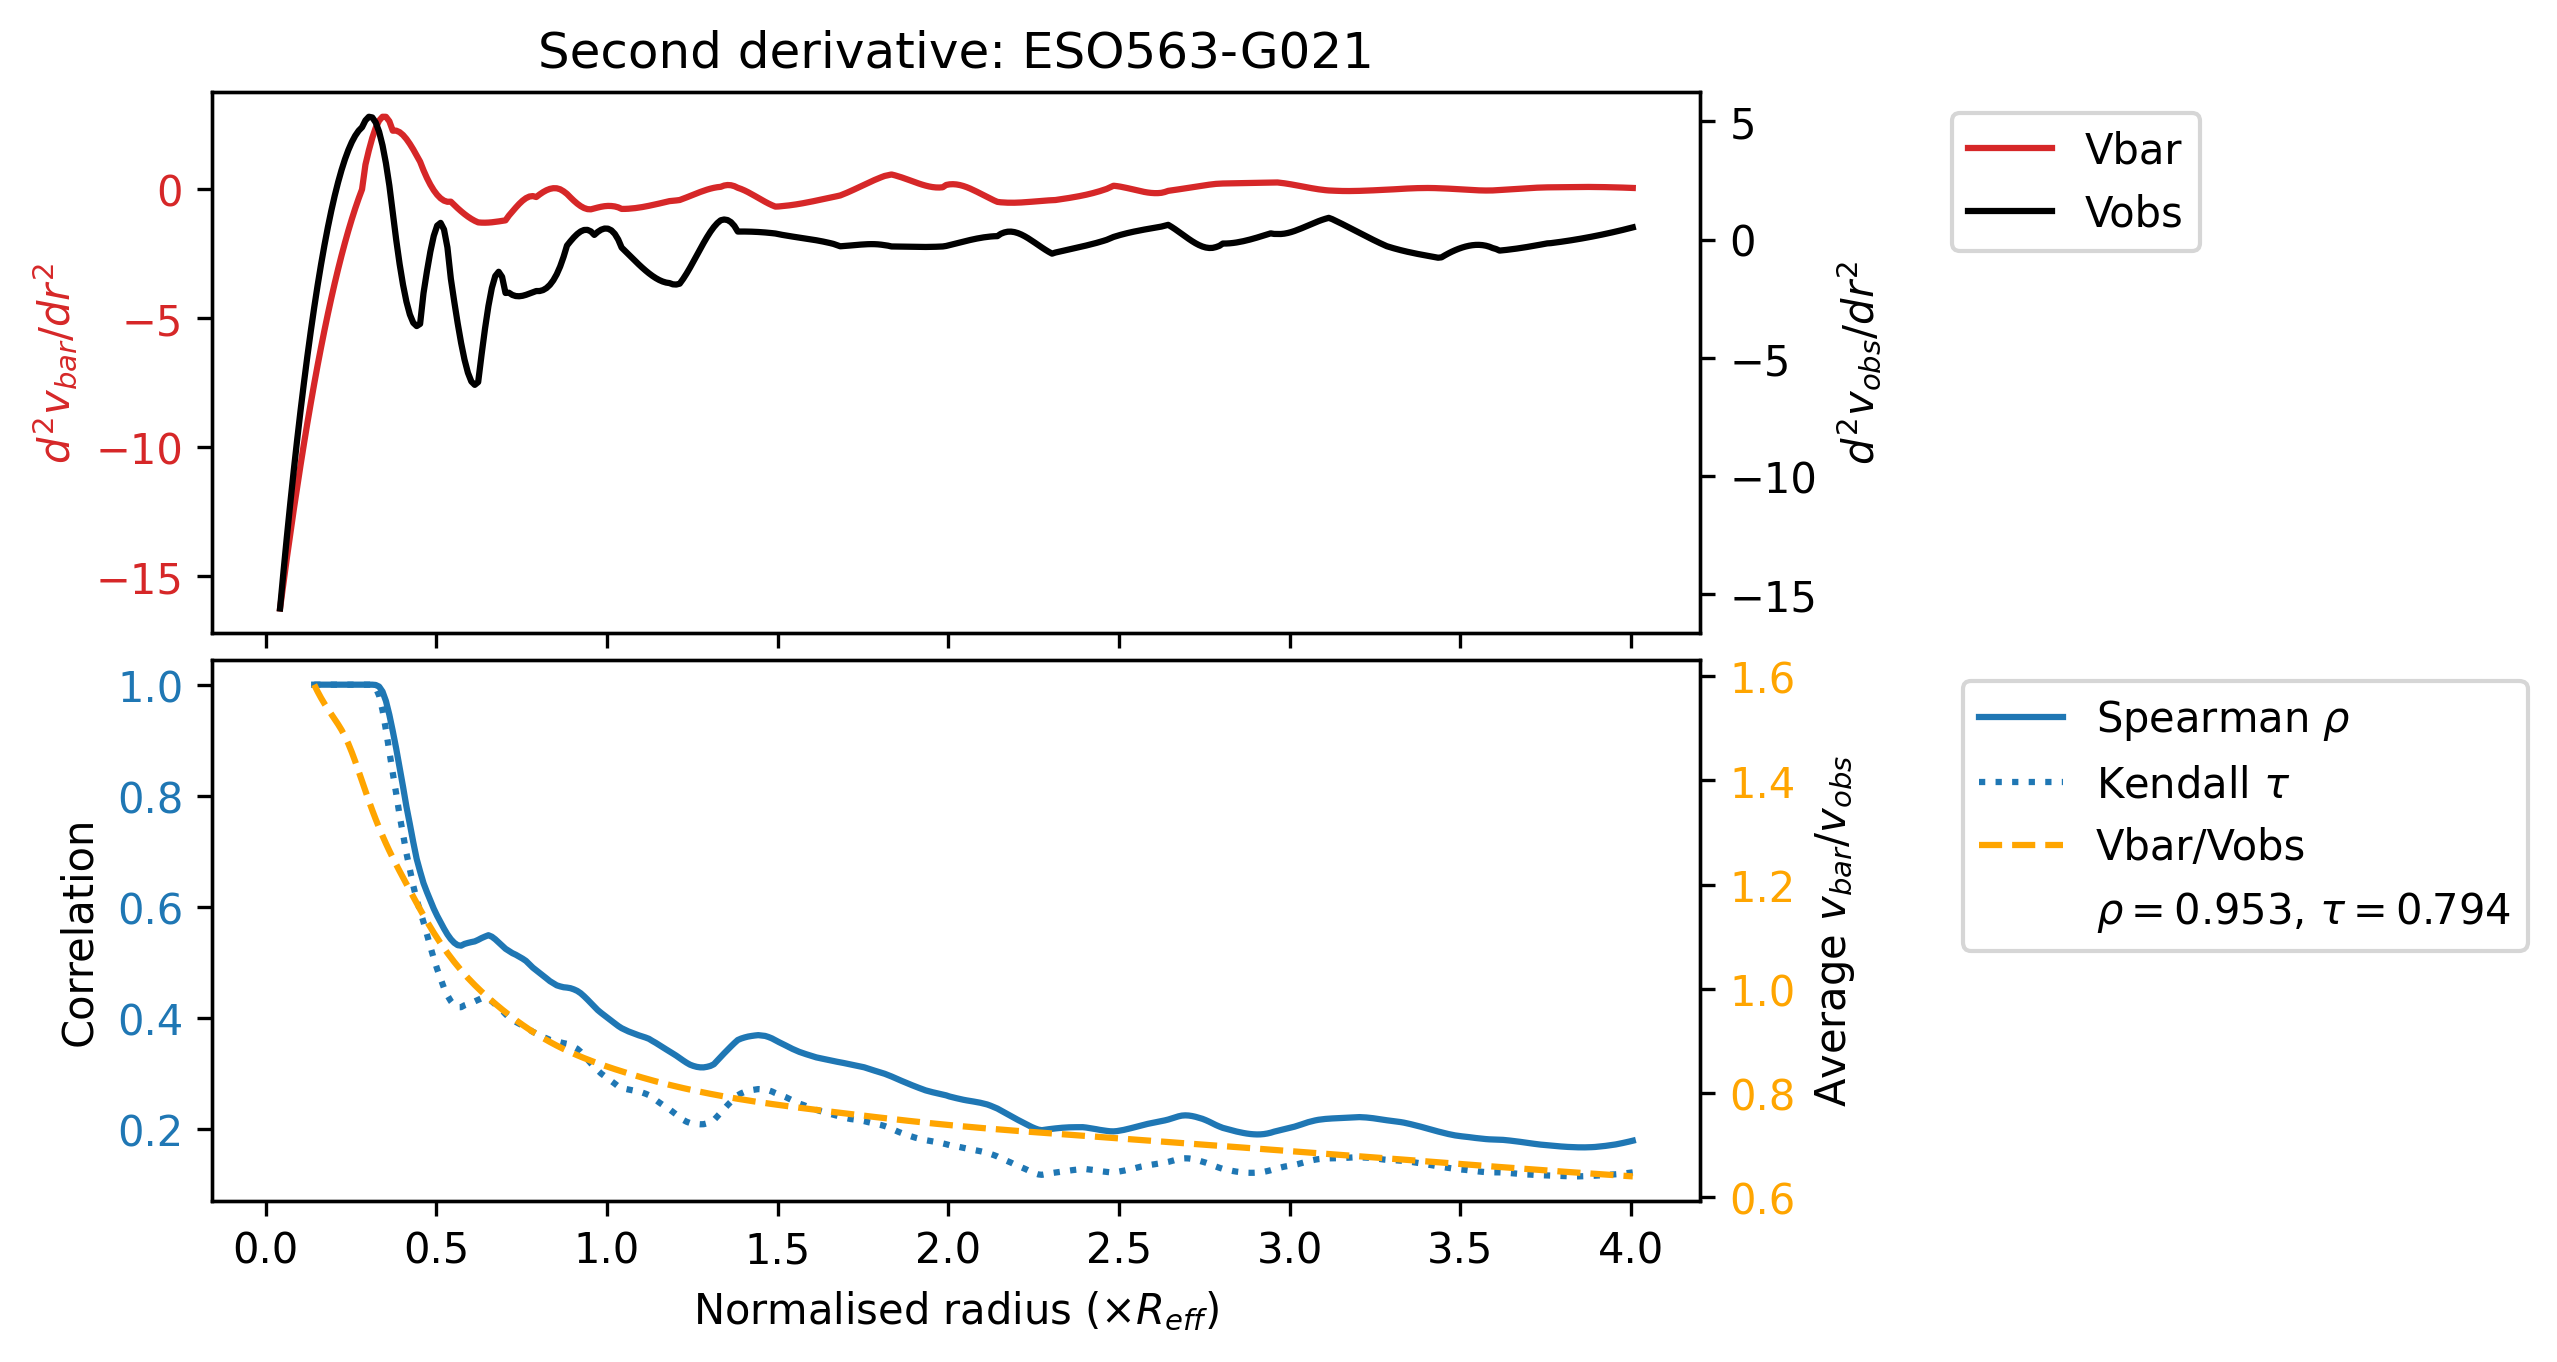 Second derivative: ESO563-G021
0
−5
−10
−15
d²v_bar/dr²
5
0
−5
−10
−15
d²v_obs/dr²
Vbar
Vobs
1.0
0.8
0.6
0.4
0.2
Correlation
1.6
1.4
1.2
1.0
0.8
0.6
Average v_bar/v_obs
Spearman ρ
Kendall τ
Vbar/Vobs
ρ = 0.953, τ = 0.794
0.0 0.5 1.0 1.5 2.0 2.5 3.0 3.5 4.0
Normalised radius (×R_eff)